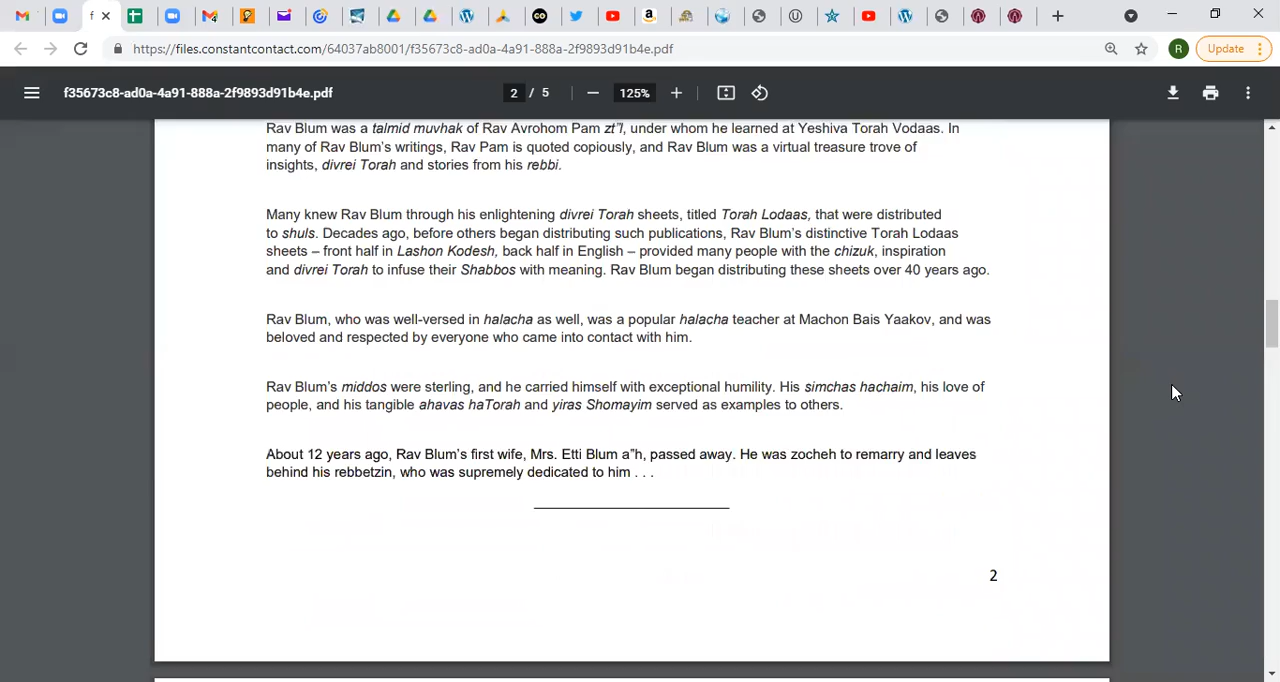 f
https://files.constantcontact.com/64037ab8001/f35673c8-ad0a-4a91-888a-2f9893d91b4e.pdf
R
Update
f35673c8-ad0a-4a91-888a-2f9893d91b4e.pdf
2 / 5
125%
Rav Blum was a talmid muvhak of Rav Avrohom Pam zt”l, under whom he learned at Yeshiva Torah Vodaas. In
many of Rav Blum’s writings, Rav Pam is quoted copiously, and Rav Blum was a virtual treasure trove of
insights, divrei Torah and stories from his rebbi.
Many knew Rav Blum through his enlightening divrei Torah sheets, titled Torah Lodaas, that were distributed
to shuls. Decades ago, before others began distributing such publications, Rav Blum’s distinctive Torah Lodaas
sheets – front half in Lashon Kodesh, back half in English – provided many people with the chizuk, inspiration
and divrei Torah to infuse their Shabbos with meaning. Rav Blum began distributing these sheets over 40 years ago.
Rav Blum, who was well-versed in halacha as well, was a popular halacha teacher at Machon Bais Yaakov, and was
beloved and respected by everyone who came into contact with him.
Rav Blum’s middos were sterling, and he carried himself with exceptional humility. His simchas hachaim, his love of
people, and his tangible ahavas haTorah and yiras Shomayim served as examples to others.
About 12 years ago, Rav Blum’s first wife, Mrs. Etti Blum a”h, passed away. He was zocheh to remarry and leaves
behind his rebbetzin, who was supremely dedicated to him . . .
2